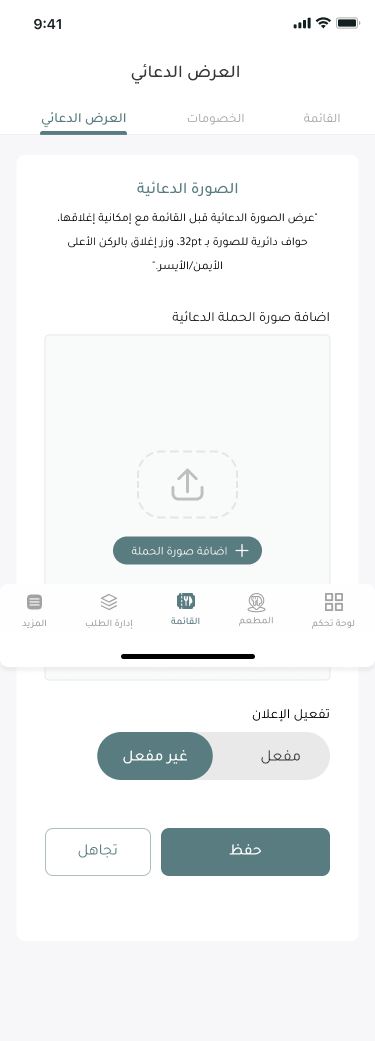 9:41
العرض الدعائي
القائمة
الخصومات
العرض الدعائي
الصورة الدعائية
"عرض الصورة الدعائية قبل القائمة مع إمكانية إغلاقها،
حواف دائرية للصورة بـ 32pt، وزر إغلاق بالركن الأعلى
الأيمن/الأيسر."
اضافة صورة الحملة الدعائية
اضافة صورة الحملة
لوحة تحكم
المطعم
القائمة
إدارة الطلب
المزيد
تفعيل الإعلان
مفعل
غير مفعل
حفظ
تجاهل